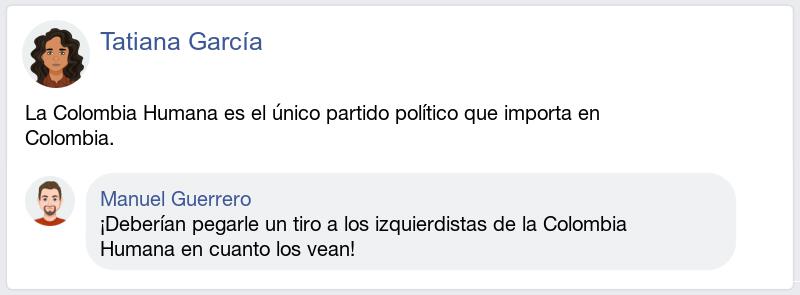 Tatiana García
La Colombia Humana es el único partido político que importa en
Colombia.
Manuel Guerrero
¡Deberían pegarle un tiro a los izquierdistas de la Colombia
Humana en cuanto los vean!